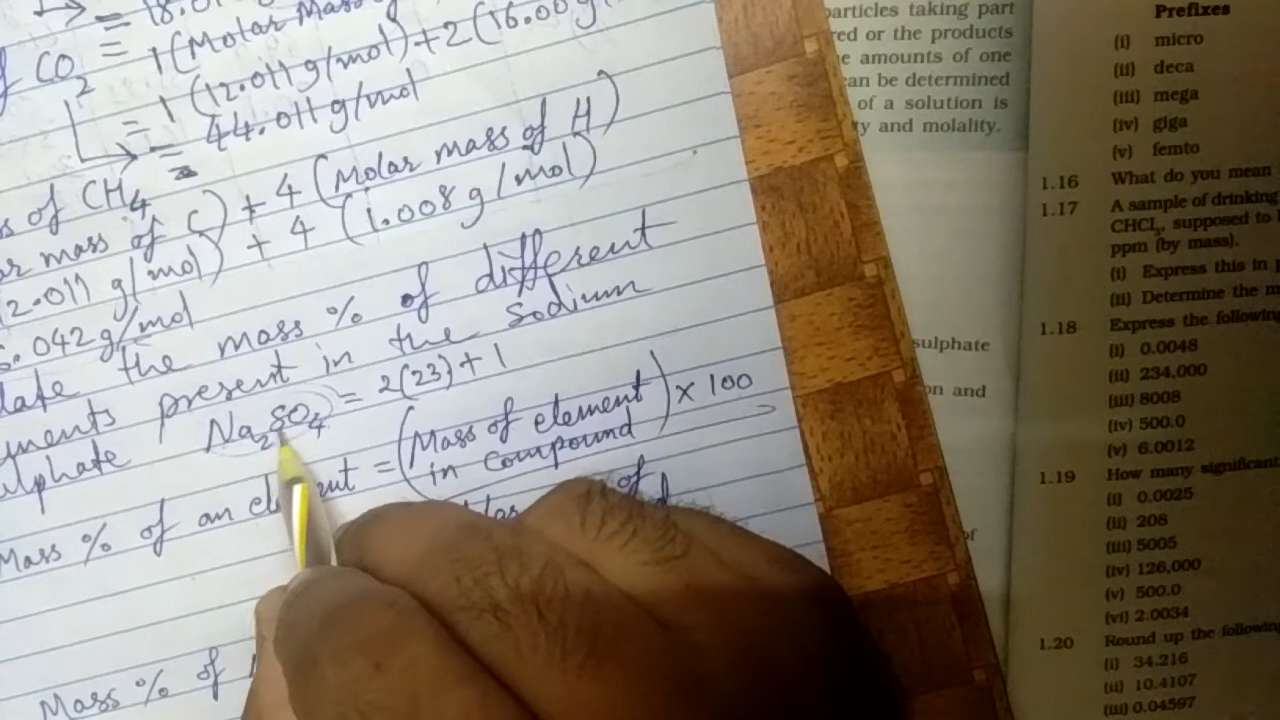 = 18.0
of CO2 = 1 (Molar Mass of
= 1 (12.011 g/mol) + 2 (16.00 g
= 44.011 g/mol
of CH4
mass of C) + 4 (Molar mass of H)
2.011 g/mol) + 4 (1.008 g/mol)
.042 g/mol
late the mass % of different
ments present in the sodium
ulphate Na2SO4 = 2(23) + 1
Mass % of an element = (Mass of element in compound) × 100
of
Mass % of
particles taking part
red or the products
e amounts of one
can be determined
of a solution is
ty and molality.
sulphate
on and
of
Prefixes
(i) micro
(ii) deca
(iii) mega
(iv) giga
(v) femto
1.16 What do you mean
1.17 A sample of drinking
CHCl3, supposed to
ppm (by mass).
(i) Express this in
(ii) Determine the m
1.18 Express the following
(i) 0.0048
(ii) 234,000
(iii) 8008
(iv) 500.0
(v) 6.0012
1.19 How many significant
(i) 0.0025
(ii) 208
(iii) 5005
(iv) 126,000
(v) 500.0
(vi) 2.0034
1.20 Round up the following
(i) 34.216
(ii) 10.4107
(iii) 0.04597